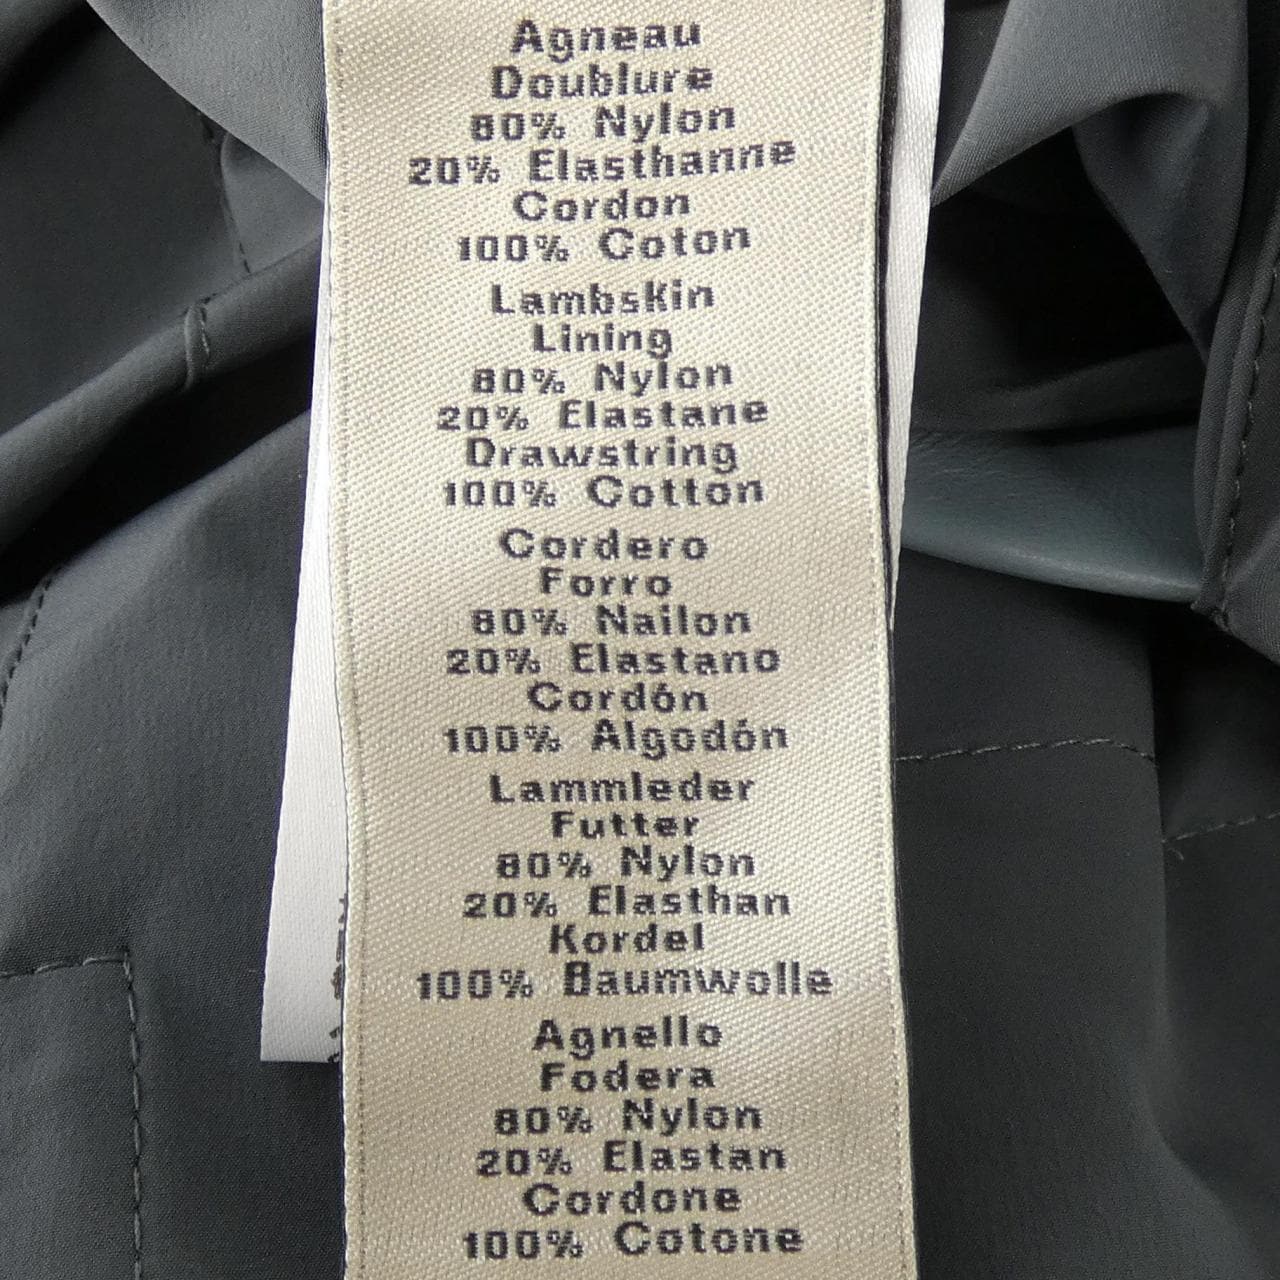 Agneau
Doublure
80% Nylon
20% Elasthanne
Cordon
100% Coton
Lambskin
Lining
80% Nylon
20% Elastane
Drawstring
100% Cotton
Cordero
Forro
80% Nailon
20% Elastano
Cordón
100% Algodón
Lammleder
Futter
80% Nylon
20% Elasthan
Kordel
100% Baumwolle
Agnello
Fodera
80% Nylon
20% Elastan
Cordone
100% Cotone